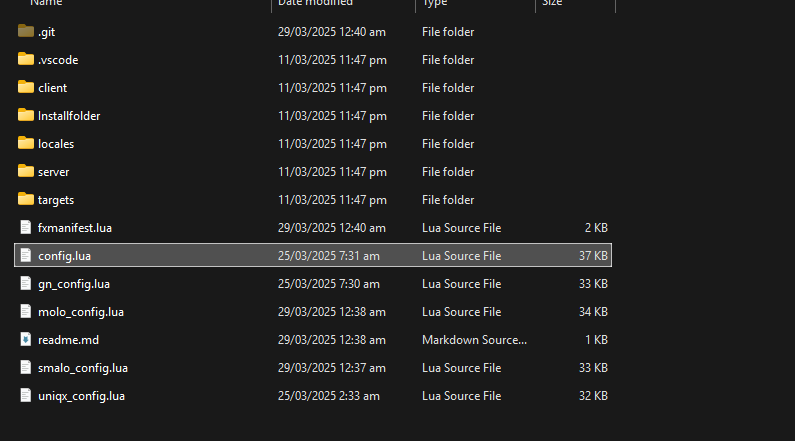 Name Date modified Type Size
.git 29/03/2025 12:40 am File folder
.vscode 11/03/2025 11:47 pm File folder
client 11/03/2025 11:47 pm File folder
Installfolder 11/03/2025 11:47 pm File folder
locales 11/03/2025 11:47 pm File folder
server 11/03/2025 11:47 pm File folder
targets 11/03/2025 11:47 pm File folder
fxmanifest.lua 29/03/2025 12:40 am Lua Source File 2 KB
config.lua 25/03/2025 7:31 am Lua Source File 37 KB
gn_config.lua 25/03/2025 7:30 am Lua Source File 33 KB
molo_config.lua 29/03/2025 12:38 am Lua Source File 34 KB
readme.md 29/03/2025 12:38 am Markdown Source... 1 KB
smalo_config.lua 29/03/2025 12:37 am Lua Source File 33 KB
uniqx_config.lua 25/03/2025 2:33 am Lua Source File 32 KB